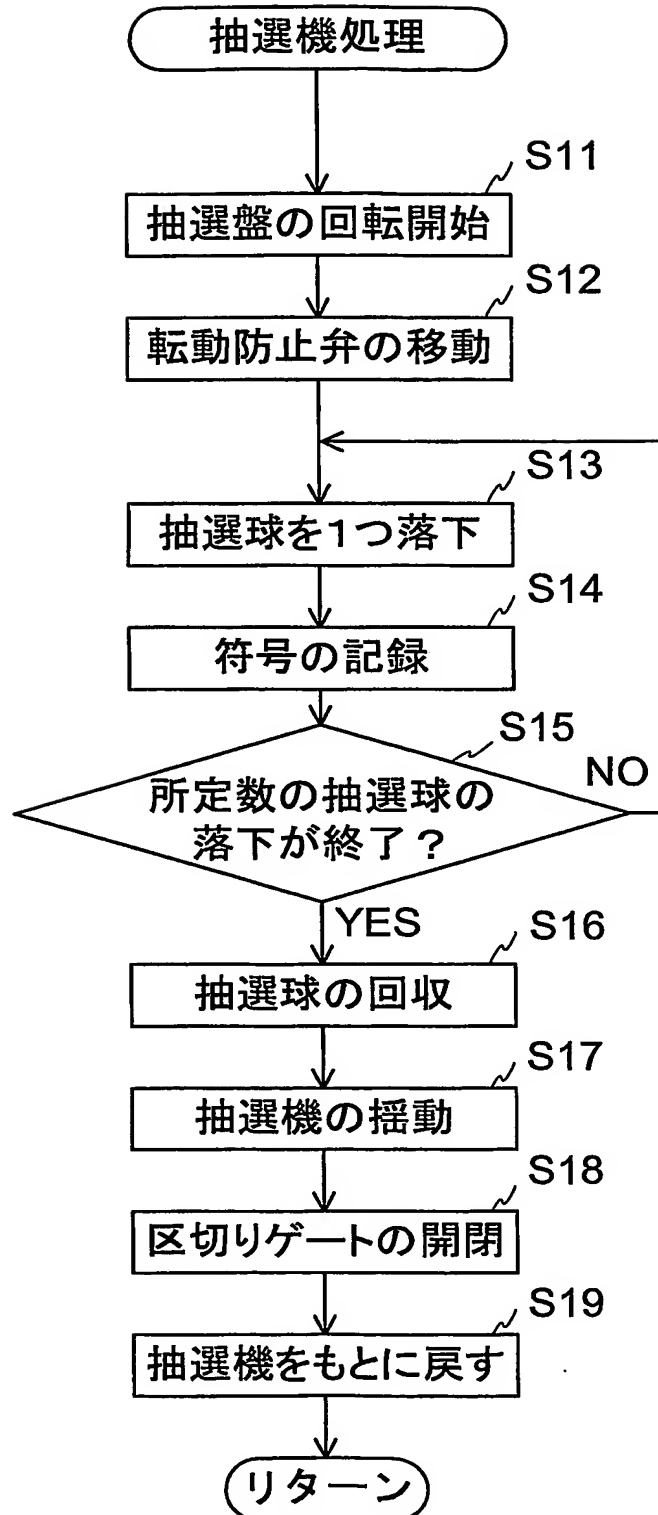 抽選機処理
S11
抽選盤の回転開始
S12
転動防止弁の移動
S13
抽選球を1つ落下
S14
符号の記録
S15
所定数の抽選球の
落下が終了？
NO
YES
S16
抽選球の回収
S17
抽選機の揺動
S18
区切りゲートの開閉
S19
抽選機をもとに戻す
リターン